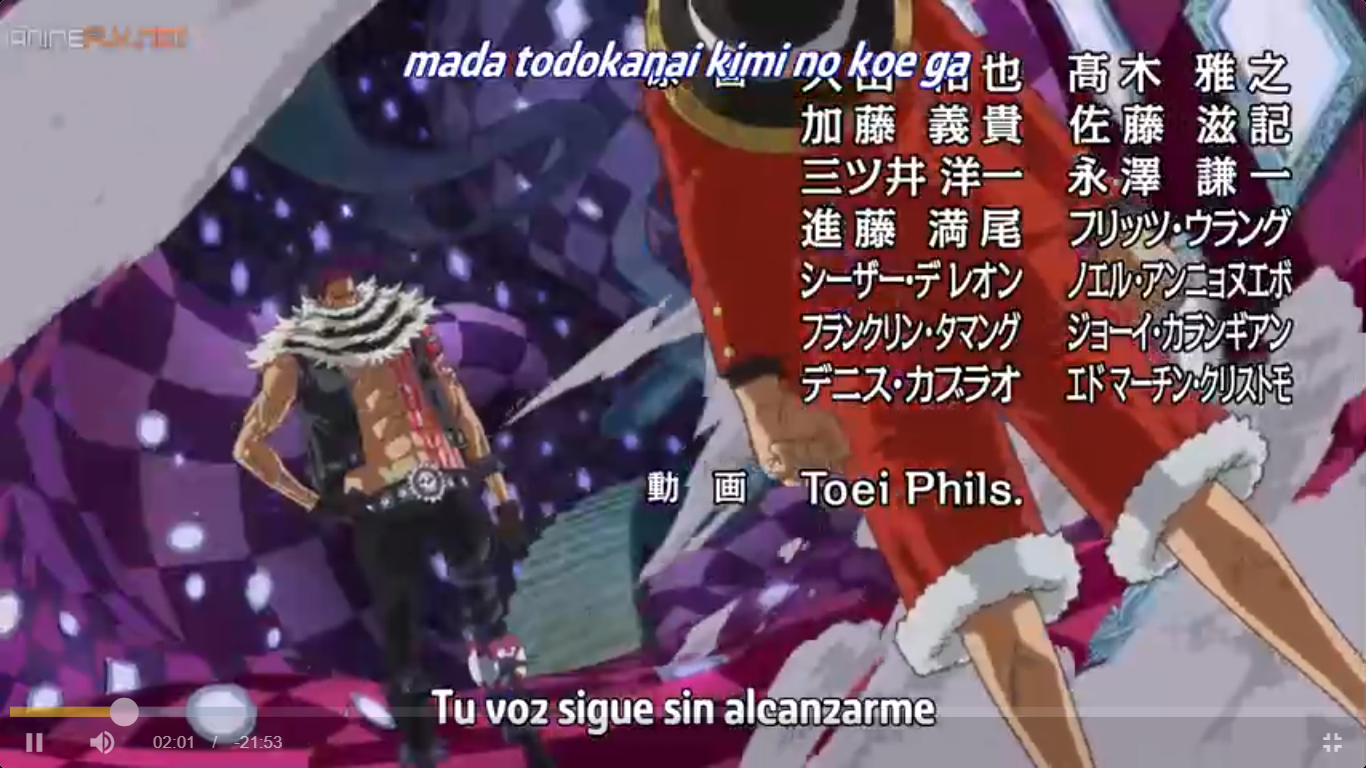 mada todokanai kimi no koe ga
也 髙木 雅之
加藤 義貴 佐藤 滋記
三ツ井 洋一 永澤 謙一
進藤 満尾 フリッツ・ウラング
シーザー・デ レオン ノエル・アンニョヌエボ
フランクリン・タマング ジョーイ・カランギアン
デニス・カブラオ エドマーチン・クリストモ
動画 Toei Phils.
Tu voz sigue sin alcanzarme
02:01 / -21:53